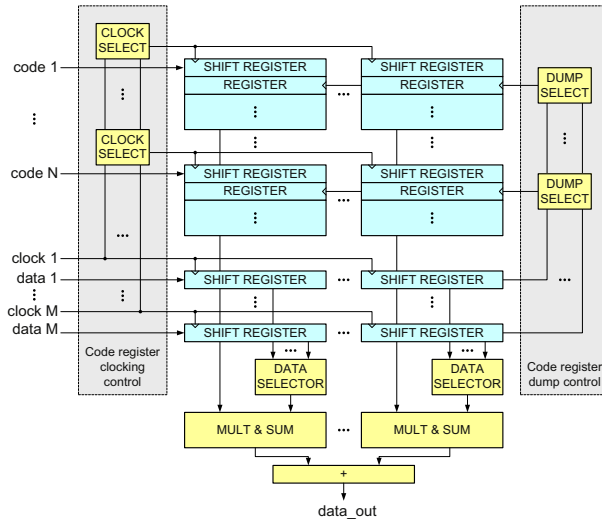 CLOCK
SELECT
code 1
SHIFT REGISTER
SHIFT REGISTER
REGISTER
...
REGISTER
DUMP
SELECT
CLOCK
SELECT
code N
SHIFT REGISTER
SHIFT REGISTER
REGISTER
...
REGISTER
DUMP
SELECT
...
clock 1
data 1
SHIFT REGISTER
...
SHIFT REGISTER
...
clock M
data M
SHIFT REGISTER
...
SHIFT REGISTER
Code register
clocking
control
...
DATA
SELECTOR
...
DATA
SELECTOR
Code register
dump control
MULT & SUM
...
MULT & SUM
+
data_out